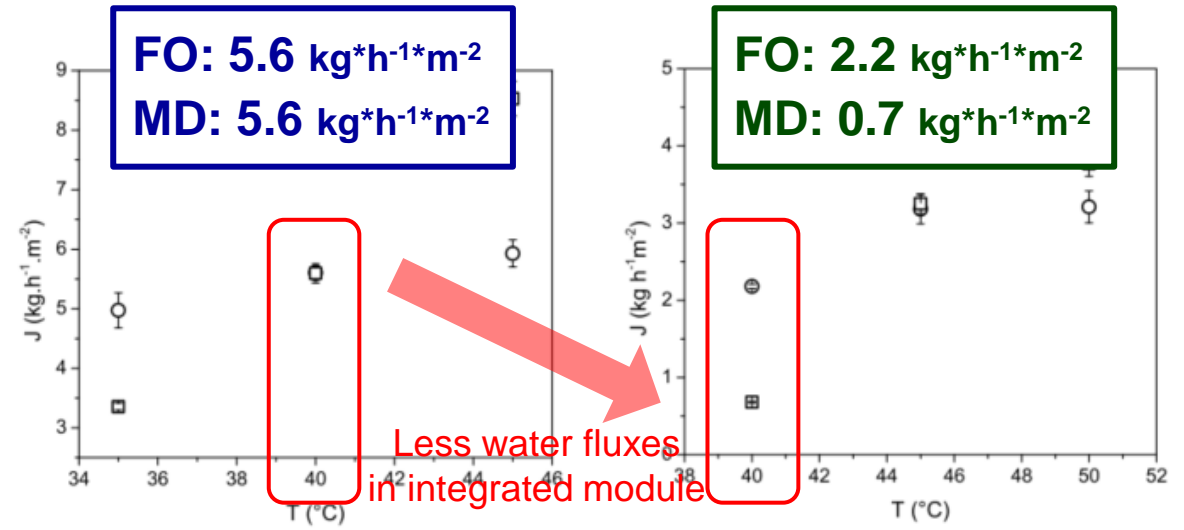 FO: 5.6 kg*h-1*m-2
MD: 5.6 kg*h-1*m-2
FO: 2.2 kg*h-1*m-2
MD: 0.7 kg*h-1*m-2
9
8
7
6
5
4
3
J (kg.h-1.m-2)
34 36 38 40 42 44 46
T (°C)
5
4
3
2
1
0
J (kg h-1m-2)
38 40 42 44 46 48 50 52
T (°C)
Less water fluxes
in integrated module